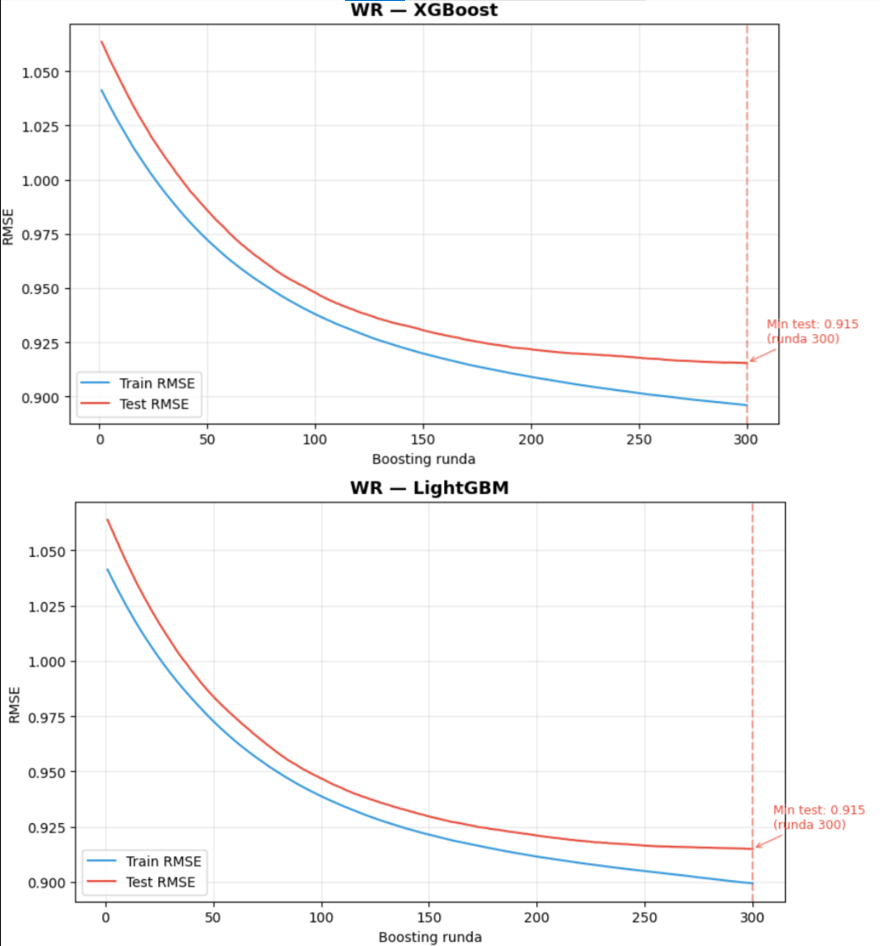 WR — XGBoost
1.050
1.025
1.000
0.975
0.950
0.925
0.900
RMSE
Min test: 0.915
(runda 300)
Train RMSE
Test RMSE
0 50 100 150 200 250 300
Boosting runda
WR — LightGBM
1.050
1.025
1.000
0.975
0.950
0.925
0.900
RMSE
Min test: 0.915
(runda 300)
Train RMSE
Test RMSE
0 50 100 150 200 250 300
Boosting runda